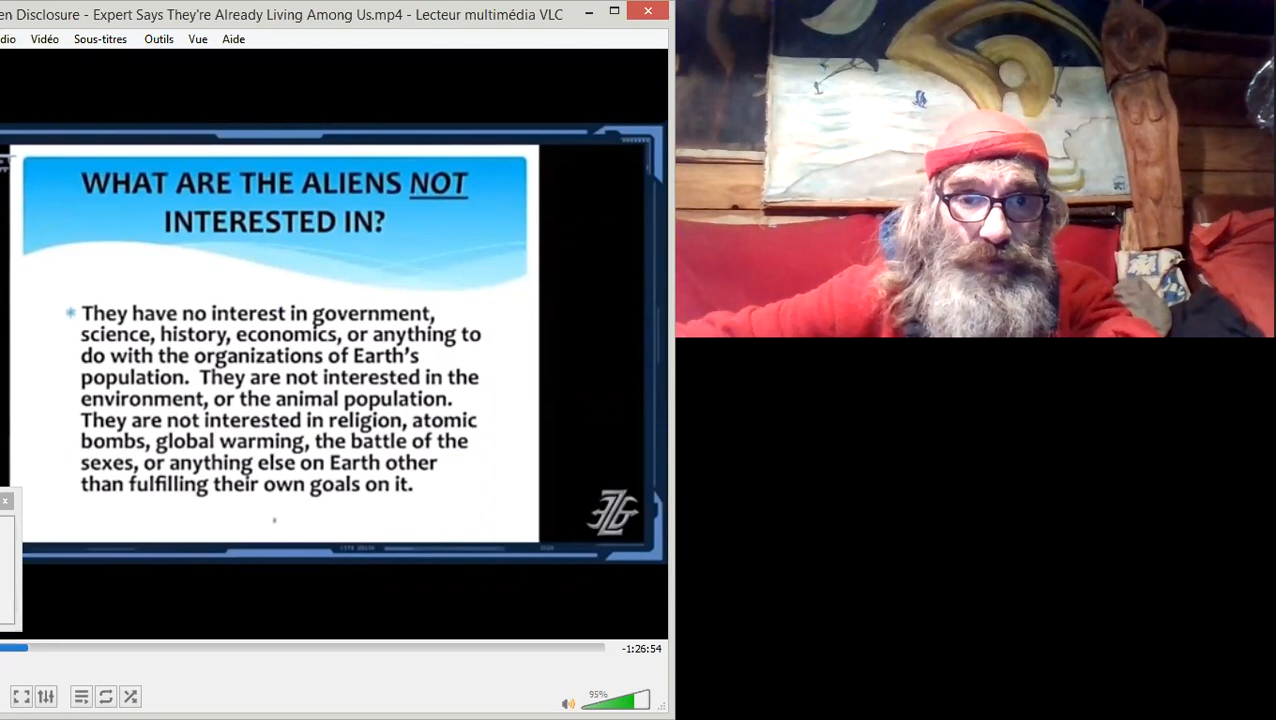 en Disclosure - Expert Says They're Already Living Among Us.mp4 - Lecteur multimédia VLC
dio Vidéo Sous-titres Outils Vue Aide
WHAT ARE THE ALIENS NOT
INTERESTED IN?
* They have no interest in government,
science, history, economics, or anything to
do with the organizations of Earth's
population. They are not interested in the
environment, or the animal population.
They are not interested in religion, atomic
bombs, global warming, the battle of the
sexes, or anything else on Earth other
than fulfilling their own goals on it.
-1:26:54
95%